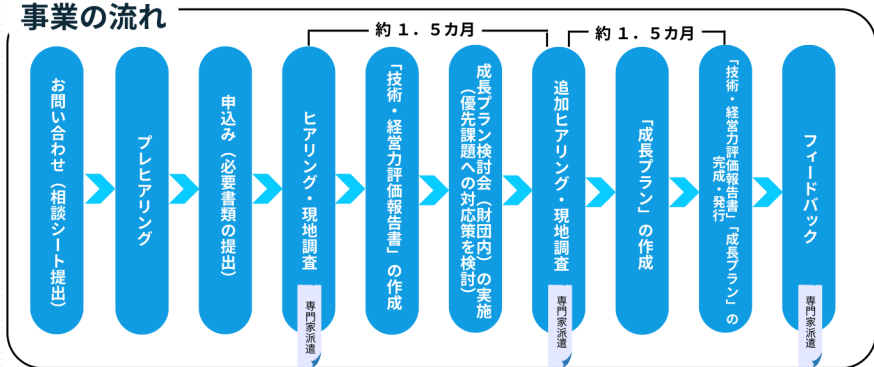 事業の流れ
約１．５カ月
約１．５カ月
お問い合わせ（相談シート提出）
プレヒアリング
申込み（必要書類の提出）
ヒアリング・現地調査
専門家派遣
「技術・経営力評価報告書」の作成
成長プラン検討会（財団内）の実施
（優先課題への対応策を検討）
追加ヒアリング・現地調査
専門家派遣
「成長プラン」の作成
「技術・経営力評価報告書」「成長プラン」の
完成・発行
フィードバック
専門家派遣